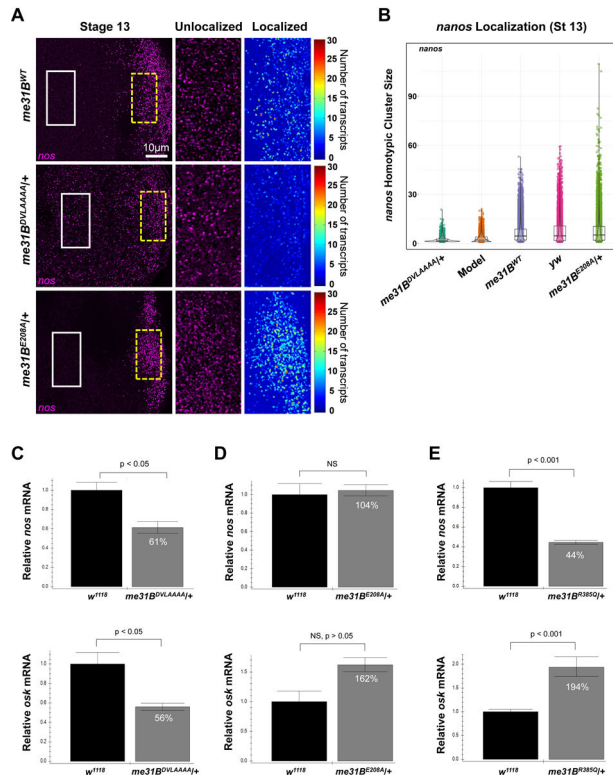 A
Stage 13
Unlocalized
Localized
me31B^WT
nos
10µm
30
25
20
15
10
5
0
Number of transcripts
me31B^DVLAAAA/+
nos
30
25
20
15
10
5
0
Number of transcripts
me31B^E208A/+
nos
30
25
20
15
10
5
0
Number of transcripts
B
nanos Localization (St 13)
nanos
nanos Homotypic Cluster Size
90
60
30
0
me31B^DVLAAAA/+
Model
me31B^WT
yw
me31B^E208A/+
C
p < 0.05
Relative nos mRNA
1.0
0.8
0.6
0.4
0.2
0.0
61%
w^1118
me31B^DVLAAAA/+
p < 0.05
Relative osk mRNA
1.0
0.8
0.6
0.4
0.2
0.0
56%
w^1118
me31B^DVLAAAA/+
D
NS
Relative nos mRNA
1.0
0.8
0.6
0.4
0.2
0.0
104%
w^1118
me31B^E208A/+
NS, p > 0.05
Relative osk mRNA
2.0
1.5
1.0
0.5
0.0
162%
w^1118
me31B^E208A/+
E
p < 0.001
Relative nos mRNA
1.0
0.8
0.6
0.4
0.2
0.0
44%
w^1118
me31B^R385Q/+
p < 0.001
Relative osk mRNA
2.0
1.5
1.0
0.5
0.0
194%
w^1118
me31B^R385Q/+